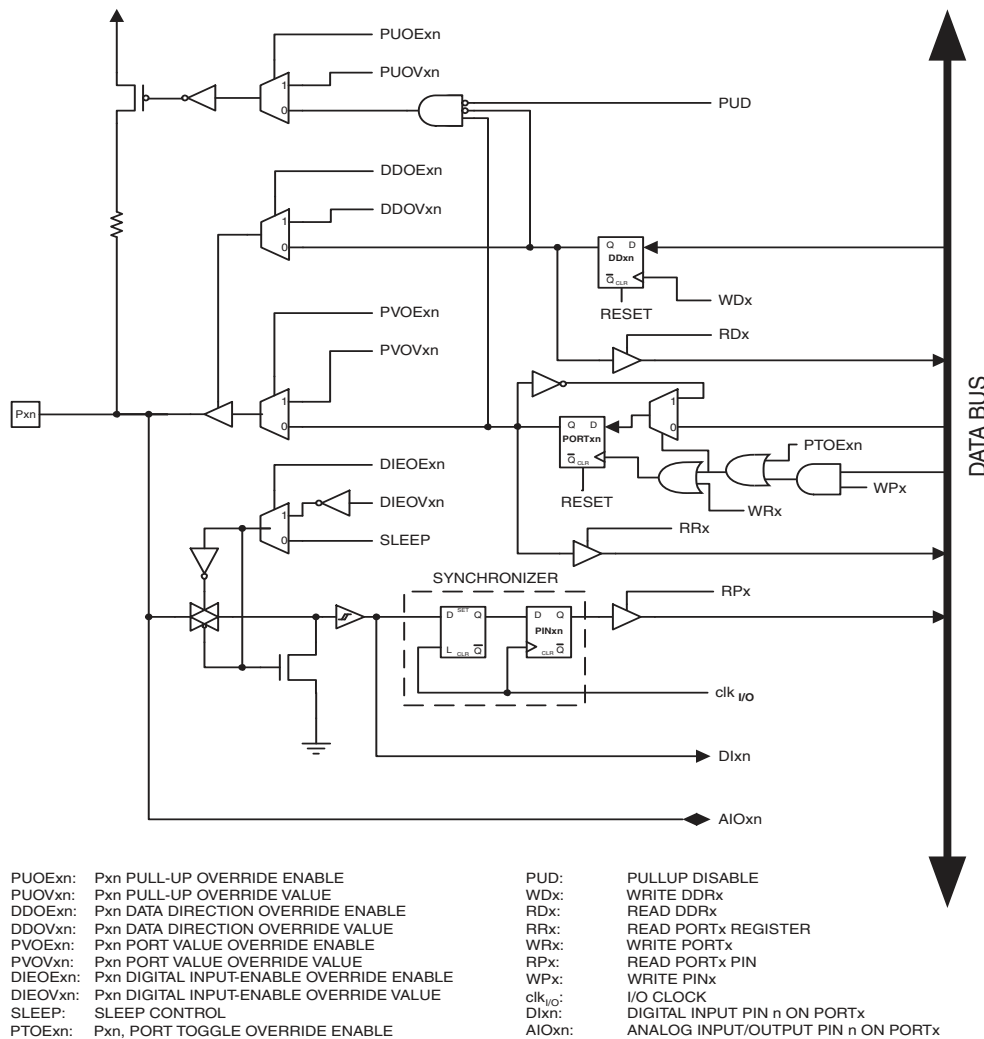 PUOExn
PUOVxn
1
0
PUD
DDOExn
DDOVxn
1
0
Q D
DDxn
Q CLR
WDx
RESET
PVOExn
RDx
PVOVxn
Pxn
1
0
1
0
Q D
PORTxn
Q CLR
PTOExn
DATA BUS
DIEOExn
WPx
RESET
WRx
DIEOVxn
1
0
SLEEP
RRx
SYNCHRONIZER
RPx
D SET Q
L CLR Q
D Q
PINxn
CLR Q
clk I/O
DIxn
AIOxn
PUOExn: Pxn PULL-UP OVERRIDE ENABLE
PUOVxn: Pxn PULL-UP OVERRIDE VALUE
DDOExn: Pxn DATA DIRECTION OVERRIDE ENABLE
DDOVxn: Pxn DATA DIRECTION OVERRIDE VALUE
PVOExn: Pxn PORT VALUE OVERRIDE ENABLE
PVOVxn: Pxn PORT VALUE OVERRIDE VALUE
DIEOExn: Pxn DIGITAL INPUT-ENABLE OVERRIDE ENABLE
DIEOVxn: Pxn DIGITAL INPUT-ENABLE OVERRIDE VALUE
SLEEP: SLEEP CONTROL
PTOExn: Pxn, PORT TOGGLE OVERRIDE ENABLE
PUD: PULLUP DISABLE
WDx: WRITE DDRx
RDx: READ DDRx
RRx: READ PORTx REGISTER
WRx: WRITE PORTx
RPx: READ PORTx PIN
WPx: WRITE PINx
clkI/O: I/O CLOCK
DIxn: DIGITAL INPUT PIN n ON PORTx
AIOxn: ANALOG INPUT/OUTPUT PIN n ON PORTx